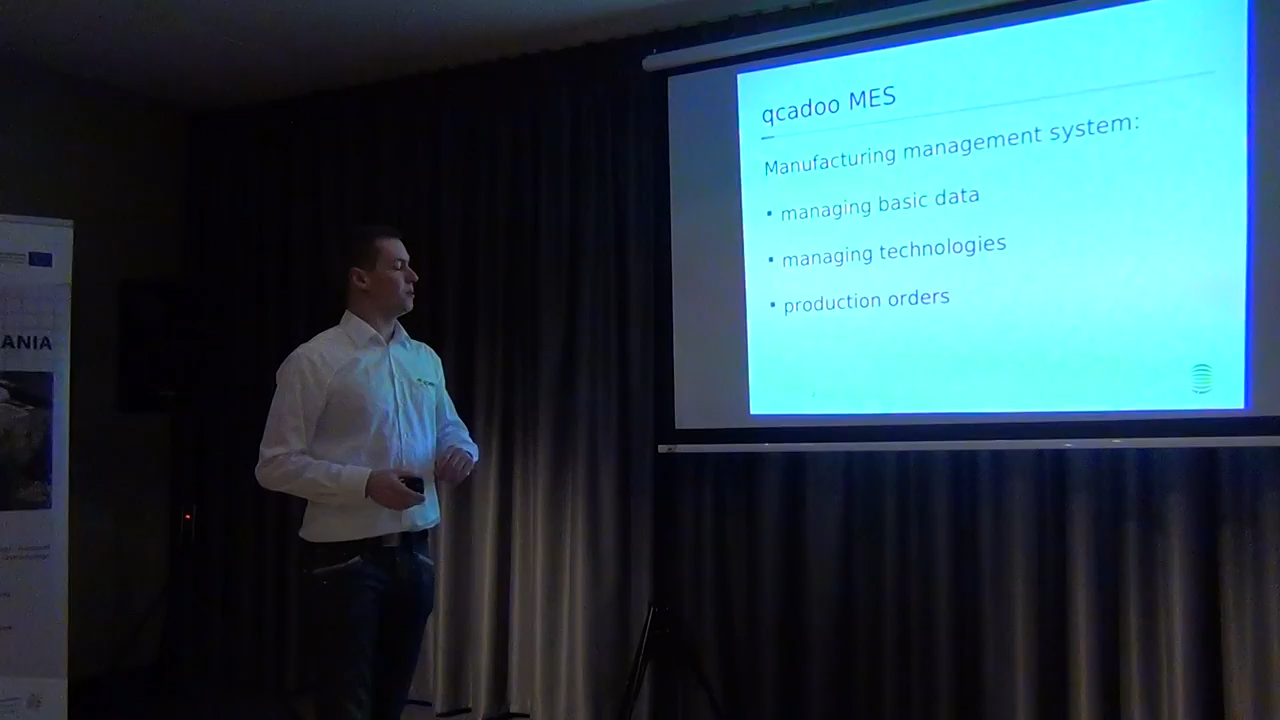 qcadoo MES
Manufacturing management system:
▪ managing basic data
▪ managing technologies
▪ production orders
ANIA